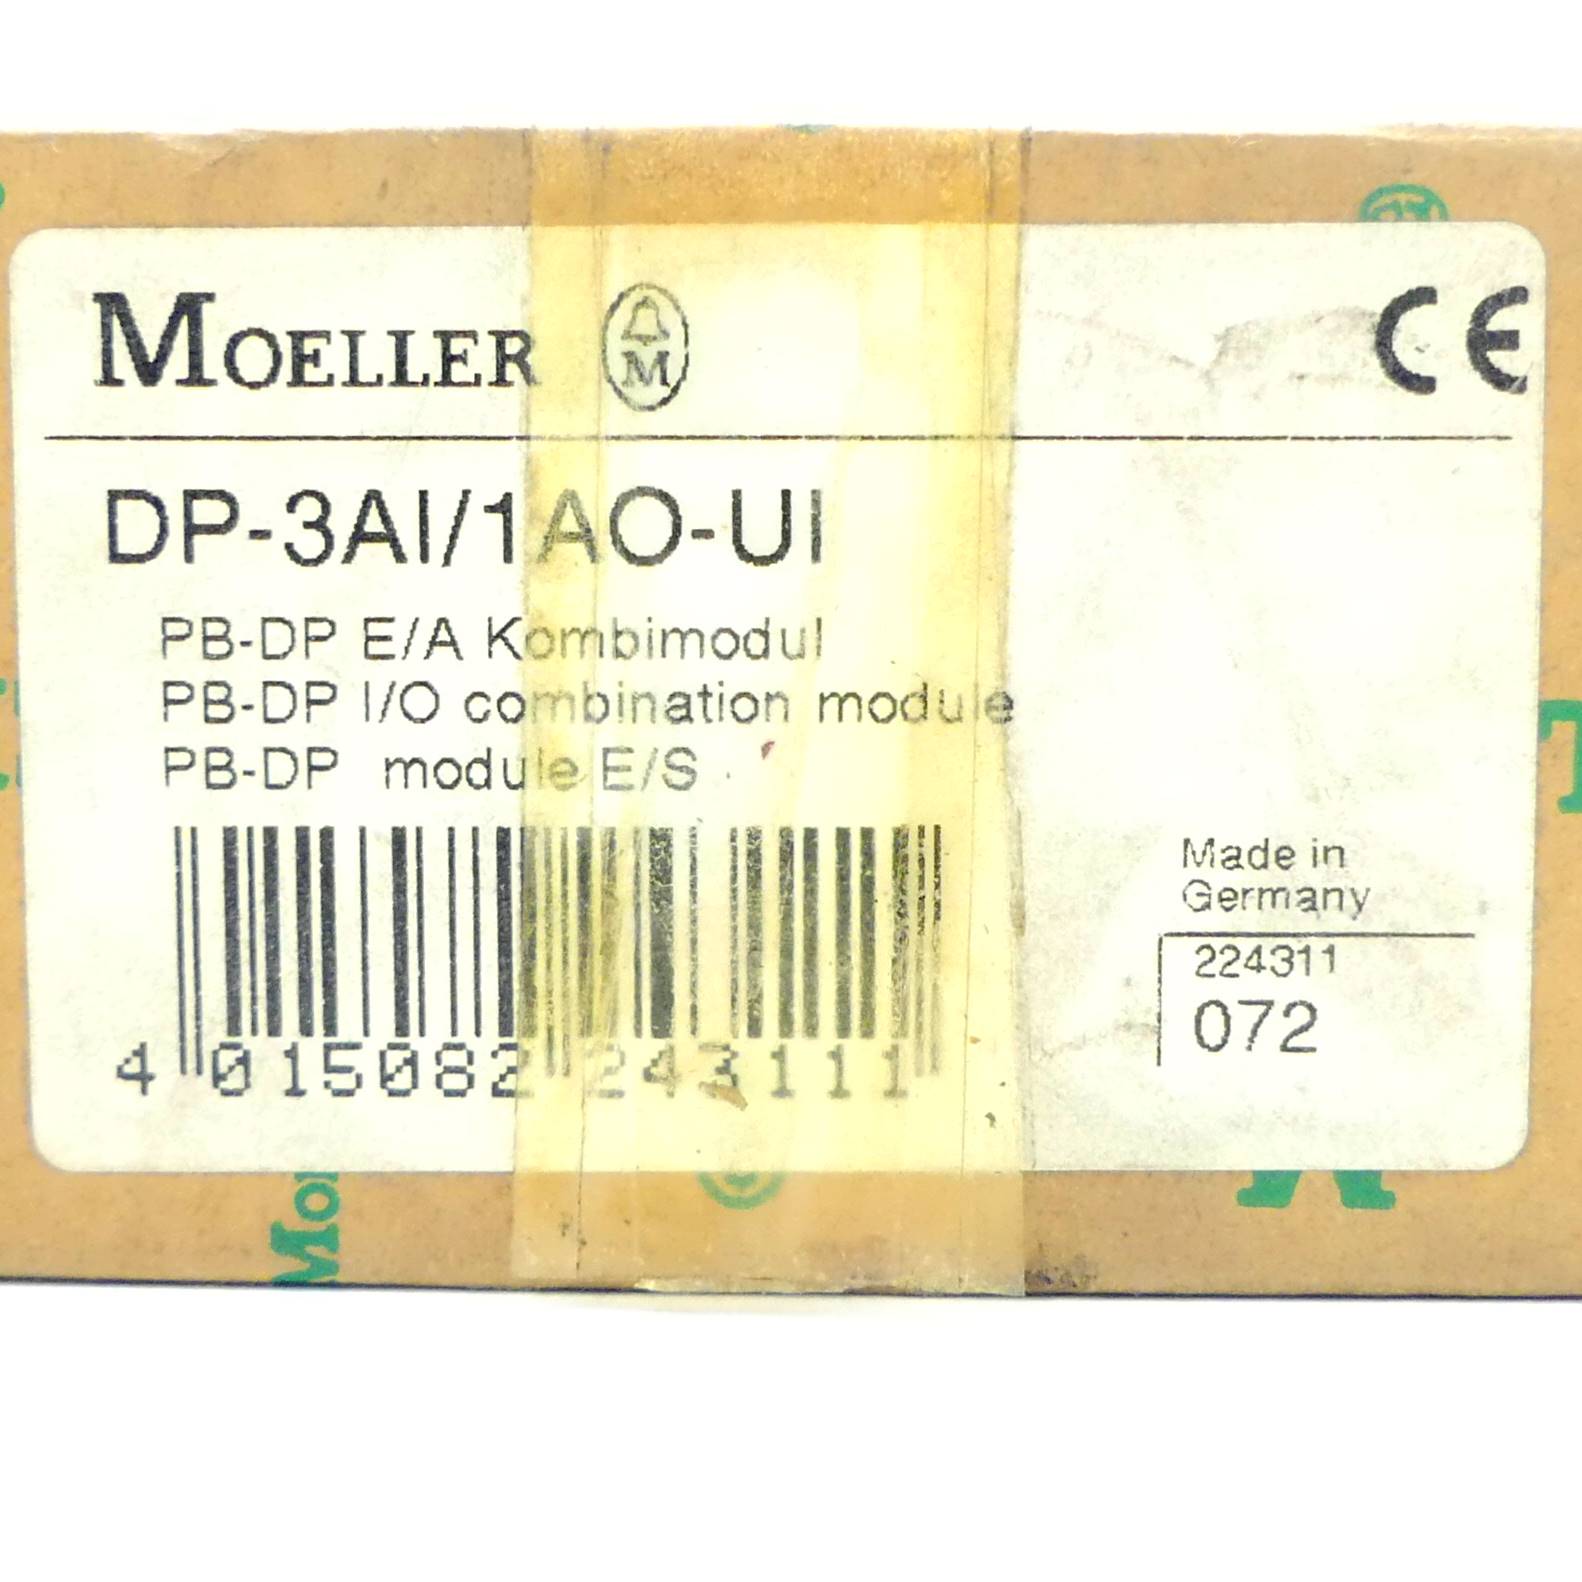 MOELLER M
CE
DP-3AI/1AO-UI
PB-DP E/A Kombimodul
PB-DP I/O combination module
PB-DP module E/S
4 015082 243111
Made in
Germany
224311
072